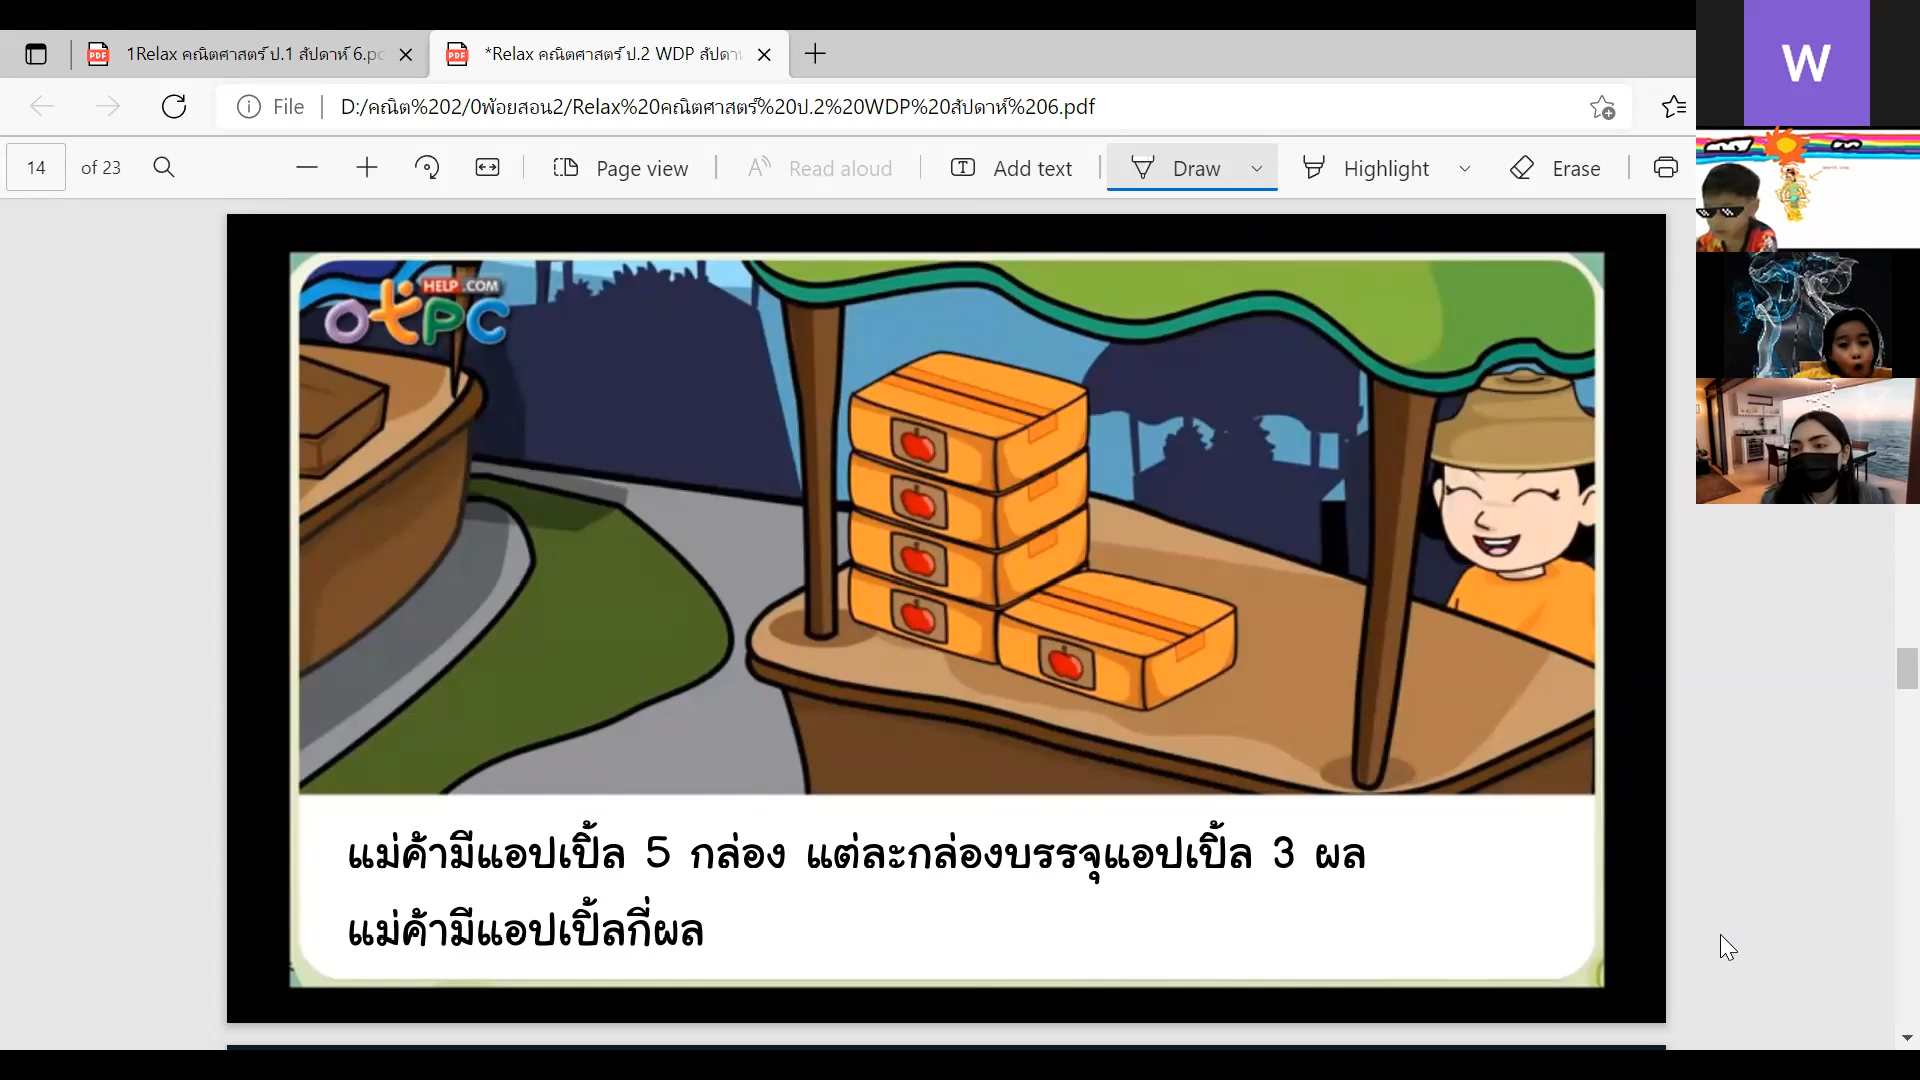 1Relax คณิตศาสตร์ ป.1 สัปดาห์ 6.pc
*Relax คณิตศาสตร์ ป.2 WDP สัปดา
File
D:/คณิต%202/0พ้อยสอน2/Relax%20คณิตศาสตร์%20ป.2%20WDP%20สัปดาห์%206.pdf
14 of 23
Page view
Read aloud
Add text
Draw
Highlight
Erase
W
HELP.COM
otpc
แม่ค้ามีแอปเปิ้ล 5 กล่อง แต่ละกล่องบรรจุแอปเปิ้ล 3 ผล
แม่ค้ามีแอปเปิ้ลกี่ผล